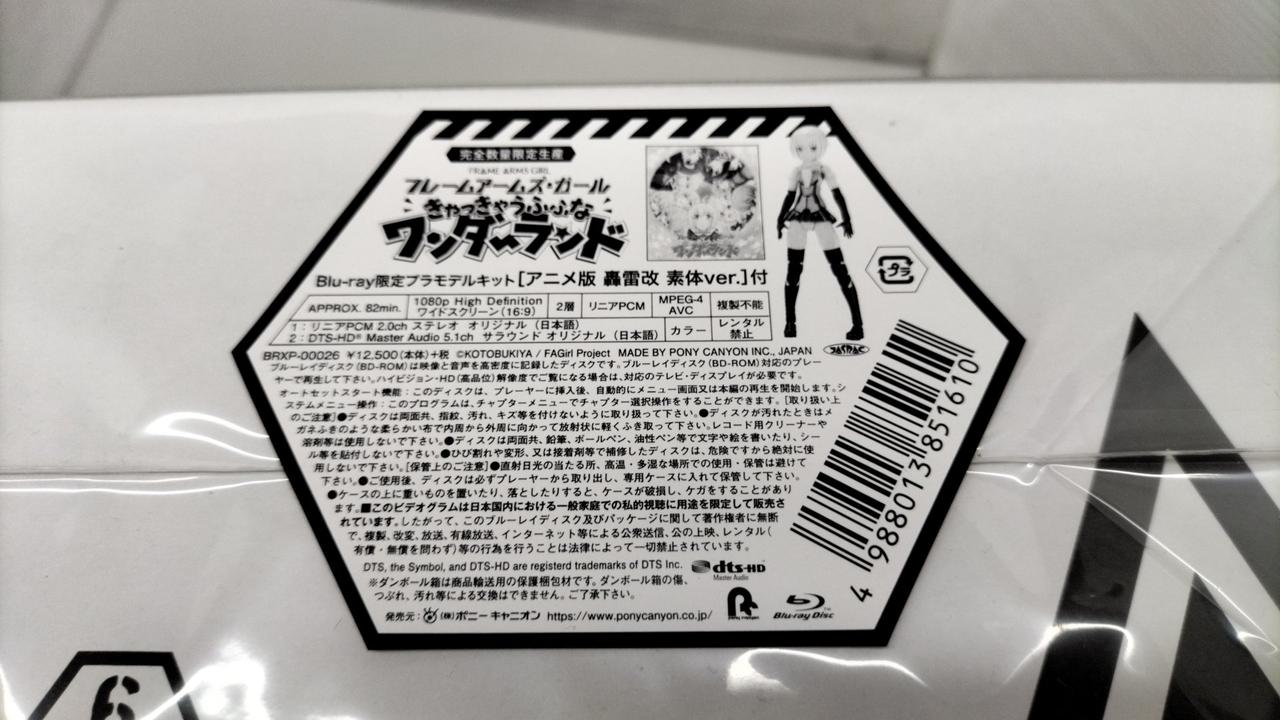 完全数量限定生産
FRAME ARMS GIRL
フレームアームズ・ガール
きゃっきゃうふふな
ワンダーランド
Blu-ray限定プラモデルキット[アニメ版 轟雷改 素体ver.]付
プラ
APPROX. 82min. 1080p High Definition ワイドスクリーン(16:9) 2層 リニアPCM MPEG-4 AVC 複製不能
1:リニアPCM 2.0ch ステレオ オリジナル (日本語)
2:DTS-HD® Master Audio 5.1ch サラウンド オリジナル (日本語) カラー レンタル禁止
BRXP-00026 ¥12,500(本体)+税 ©KOTOBUKIYA / FAGirl Project MADE BY PONY CANYON INC., JAPAN JASRAC
ブルーレイディスク(BD-ROM)は映像と音声を高密度に記録したディスクです。ブルーレイディスク(BD-ROM)対応のプレー
ヤーで再生して下さい。ハイビジョン・HD(高品位)解像度でご覧になる場合は、対応のテレビ・ディスプレイが必要です。
オートセットスタート機能:このディスクは、プレーヤーに挿入後、自動的にメニュー画面又は本編の再生を開始します。シ
ステムメニュー操作:このプログラムは、チャプターメニューでチャプター選択操作をすることができます。[取り扱い上
のご注意]●ディスクは両面共、指紋、汚れ、キズ等を付けないように取り扱って下さい。●ディスクが汚れたときはメ
ガネふきのような柔らかい布で内周から外周に向かって放射状に軽くふき取って下さい。レコード用クリーナーや
溶剤等は使用しないで下さい。●ディスクは両面共、鉛筆、ボールペン、油性ペン等で文字や絵を書いたり、シー
ル等を貼付しないで下さい。●ひび割れや変形、又は接着剤等で補修したディスクは、危険ですから絶対に使
用しないで下さい。[保管上のご注意]●直射日光の当たる所、高温・多湿な場所での使用・保管は避けて
下さい。●ご使用後、ディスクは必ずプレーヤーから取り出し、専用ケースに入れて保管して下さい。
●ケースの上に重いものを置いたり、落としたりすると、ケースが破損し、ケガをすることがあり
ます。■このビデオグラムは日本国内における一般家庭での私的視聴に用途を限定して販売さ
れています。したがって、このブルーレイディスク及びパッケージに関して著作権者に無断
で、複製、改変、放送、有線放送、インターネット等による公衆送信、公の上映、レンタル(
有償・無償を問わず)等の行為を行うことは法律によって一切禁止されています。
DTS, the Symbol, and DTS-HD are registerd trademarks of DTS Inc. dts-HD Master Audio
※ダンボール箱は商品輸送用の保護梱包材です。ダンボール箱の傷、
つぶれ、汚れ等による交換はできません。ご了承下さい。
発売元: (株)ポニーキャニオン https://www.ponycanyon.co.jp/
Blu-ray Disc
4 988013 851610
6